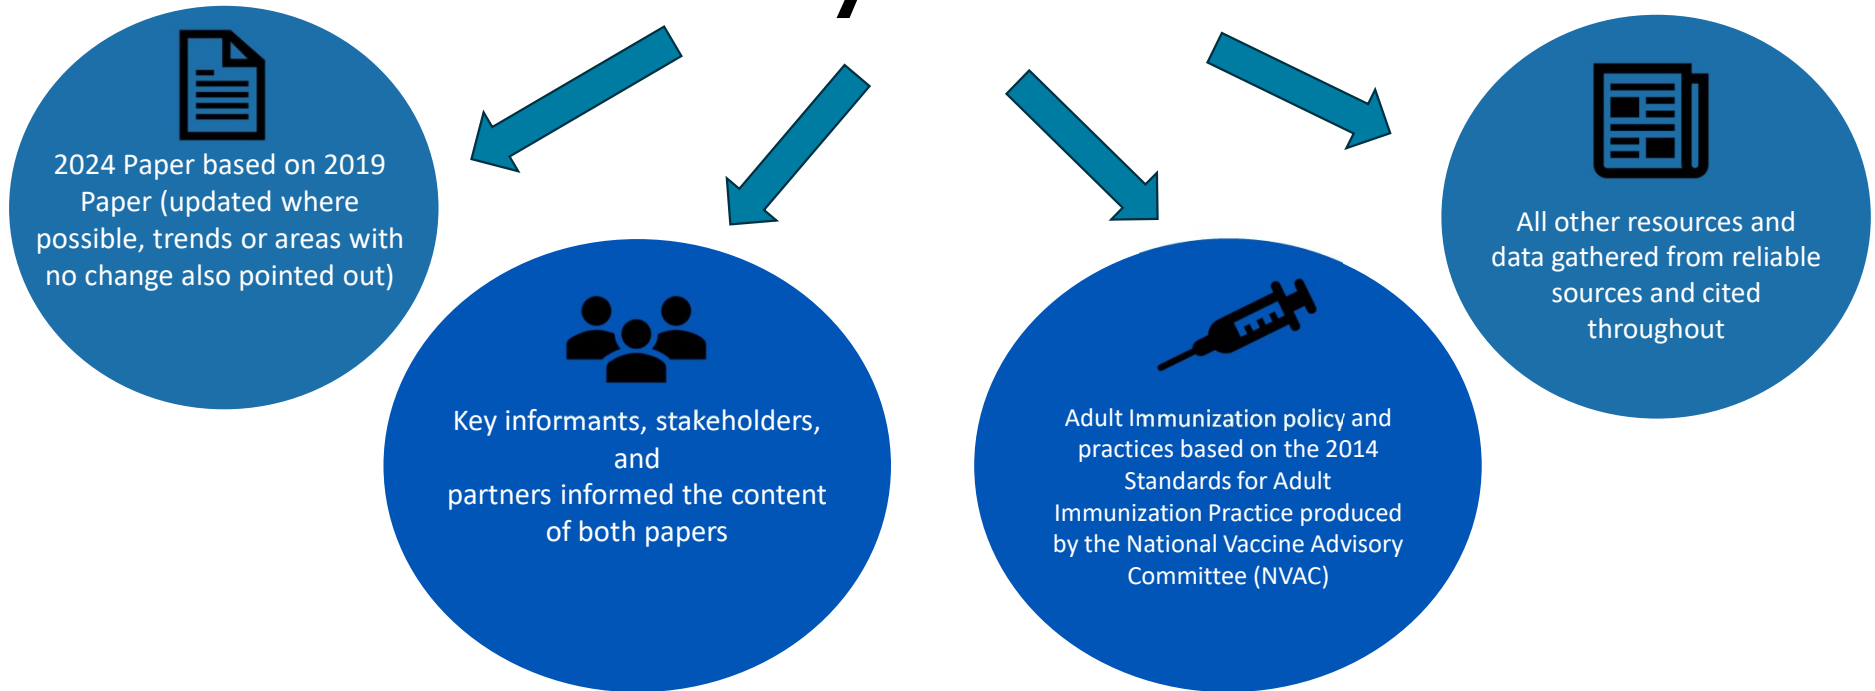 2024 Paper based on 2019
Paper (updated where
possible, trends or areas with
no change also pointed out)
Key informants, stakeholders,
and
partners informed the content
of both papers
Adult Immunization policy and
practices based on the 2014
Standards for Adult
Immunization Practice produced
by the National Vaccine Advisory
Committee (NVAC)
All other resources and
data gathered from reliable
sources and cited
throughout